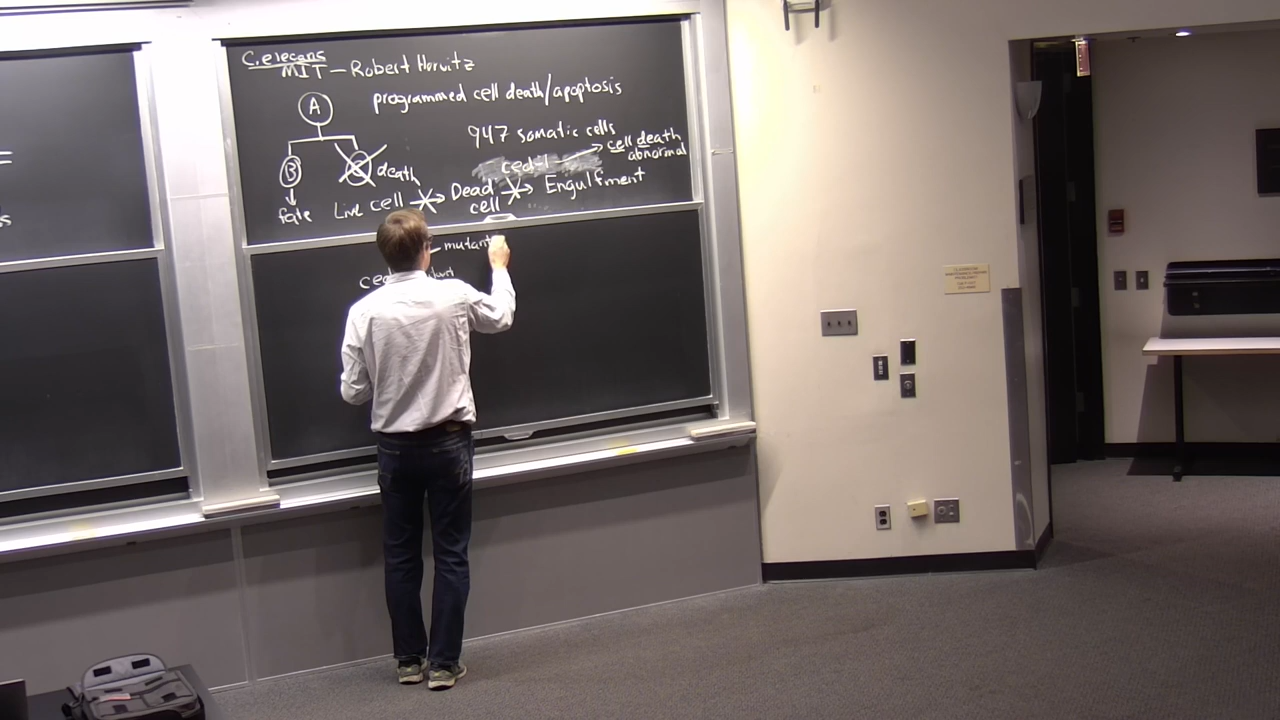 C.elegans
MIT - Robert Horvitz
A
programmed cell death/apoptosis
947 somatic cells
ced-1 → cell death abnormal
B
C
death
fate
Live cell → Dead cell → Engulfment
mutant